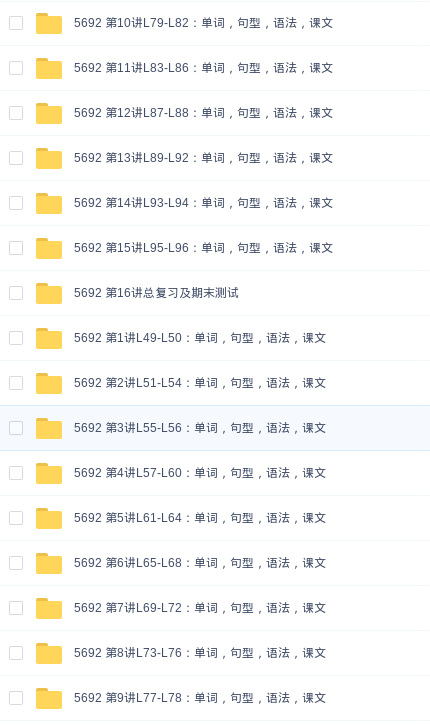 5692 第10讲L79-L82：单词，句型，语法，课文
5692 第11讲L83-L86：单词，句型，语法，课文
5692 第12讲L87-L88：单词，句型，语法，课文
5692 第13讲L89-L92：单词，句型，语法，课文
5692 第14讲L93-L94：单词，句型，语法，课文
5692 第15讲L95-L96：单词，句型，语法，课文
5692 第16讲总复习及期末测试
5692 第1讲L49-L50：单词，句型，语法，课文
5692 第2讲L51-L54：单词，句型，语法，课文
5692 第3讲L55-L56：单词，句型，语法，课文
5692 第4讲L57-L60：单词，句型，语法，课文
5692 第5讲L61-L64：单词，句型，语法，课文
5692 第6讲L65-L68：单词，句型，语法，课文
5692 第7讲L69-L72：单词，句型，语法，课文
5692 第8讲L73-L76：单词，句型，语法，课文
5692 第9讲L77-L78：单词，句型，语法，课文